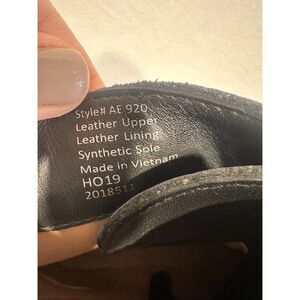 Style# AE 920
Leather Upper
Leather Lining
Synthetic Sole
Made in Vietnam
HO19
2018511